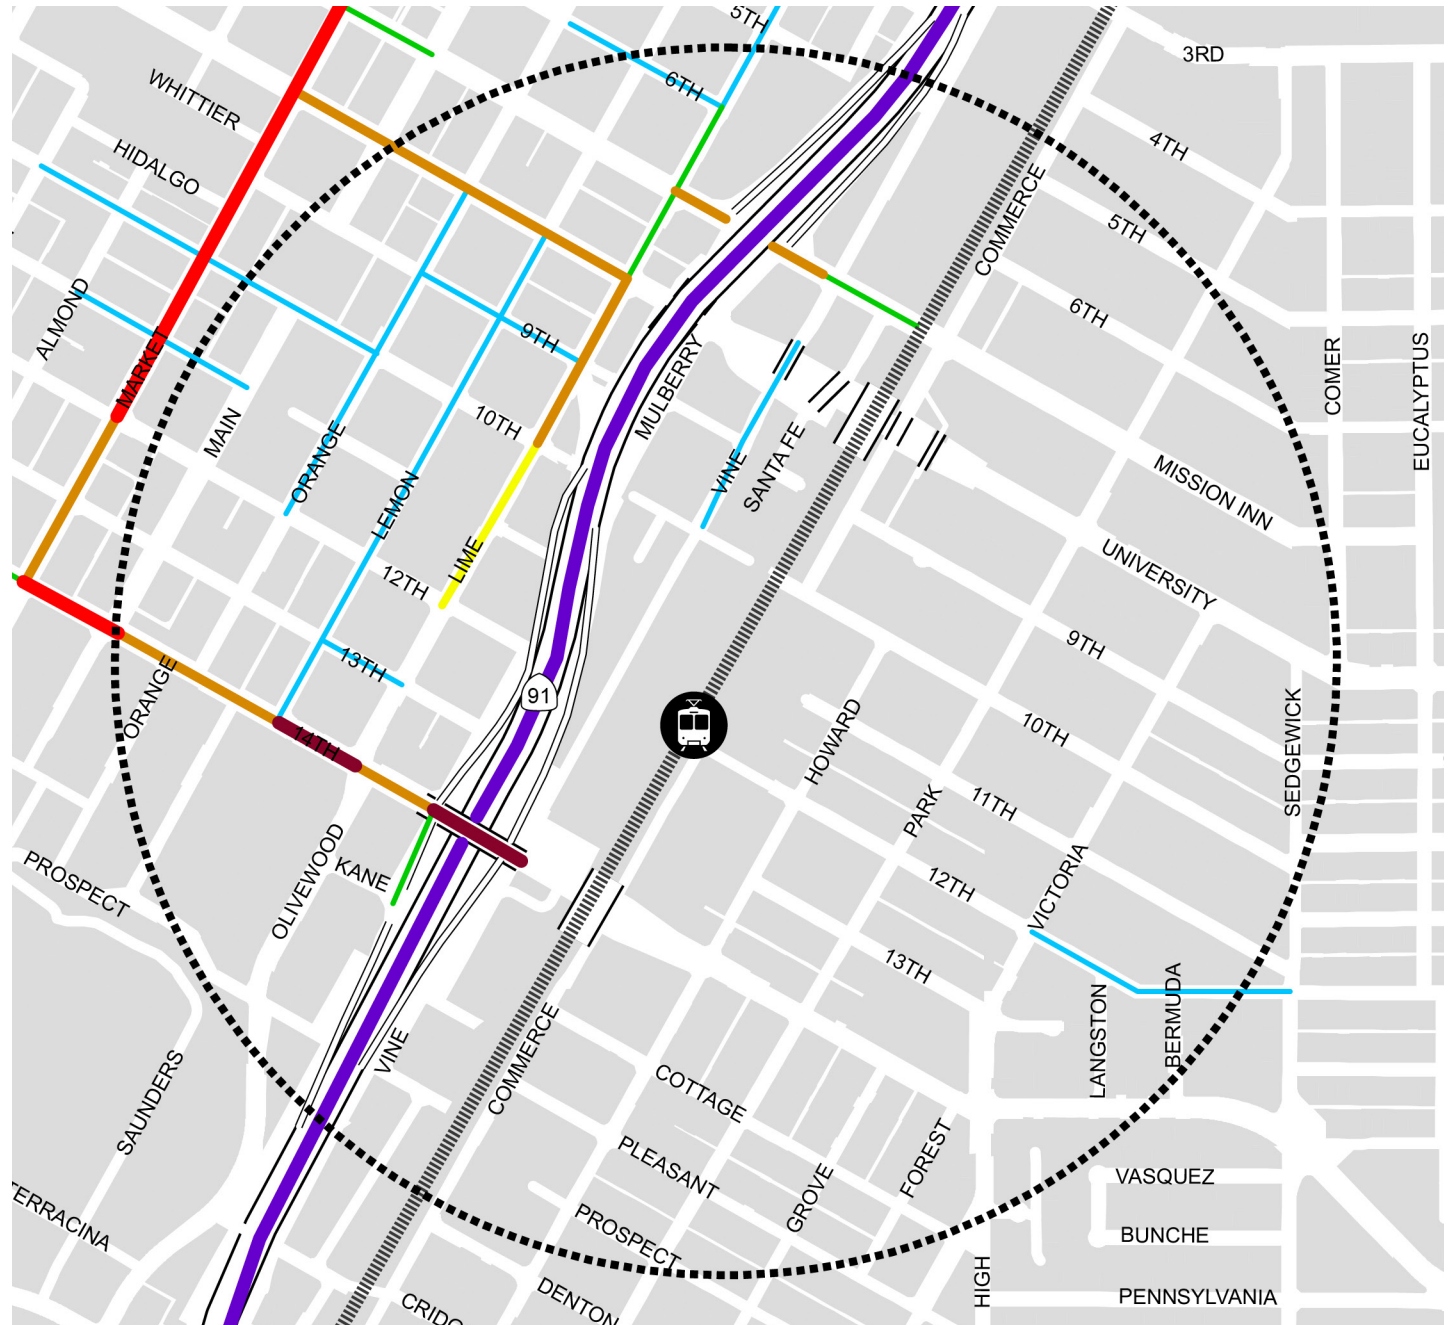 5TH
3RD
6TH
WHITTIER
4TH
HIDALGO
COMMERCE
5TH
ALMOND
6TH
9TH
MARKET
MULBERRY
COMER
EUCALYPTUS
10TH
MAIN
ORANGE
SANTA FE
VINE
MISSION INN
LEMON
LIME
12TH
UNIVERSITY
9TH
13TH
ORANGE
91
10TH
HOWARD
SEDGEWICK
14TH
11TH
PARK
PROSPECT
KANE
OLIVEWOOD
12TH
VICTORIA
13TH
LANGSTON
BERMUDA
VINE
COMMERCE
SAUNDERS
COTTAGE
FOREST
PLEASANT
GROVE
VASQUEZ
TERRACINA
PROSPECT
BUNCHE
HIGH
PENNSYLVANIA
DENTON